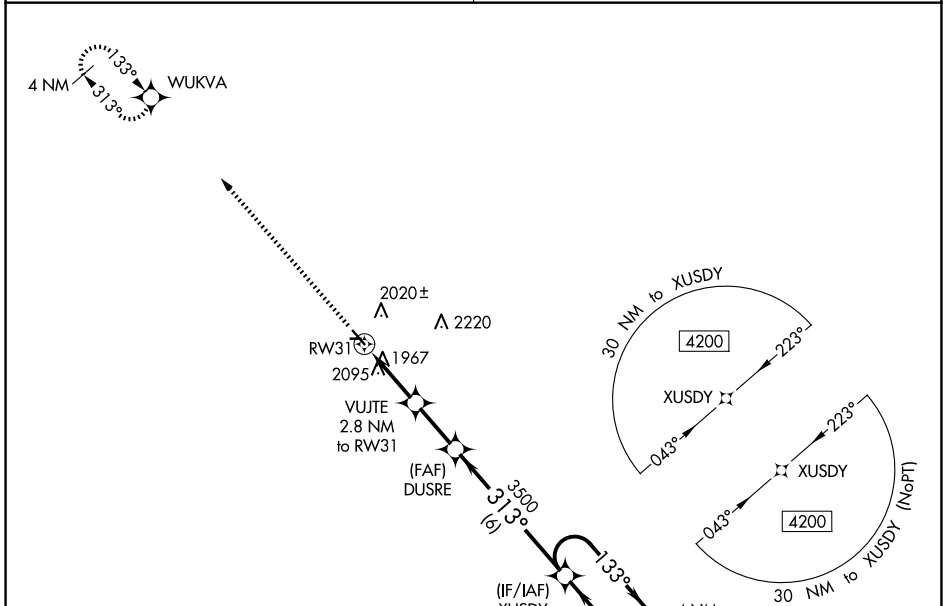 133°
WUKVA
4 NM
313°
2020±
2220
RW31
1967
2095
VUJTE
2.8 NM
to RW31
(FAF)
DUSRE
3500
313°
(6)
133°
(IF/IAF)
30 NM to XUSDY
4200
223°
XUSDY
043°
223°
XUSDY
043°
4200
30 NM to XUSDY (NoPT)